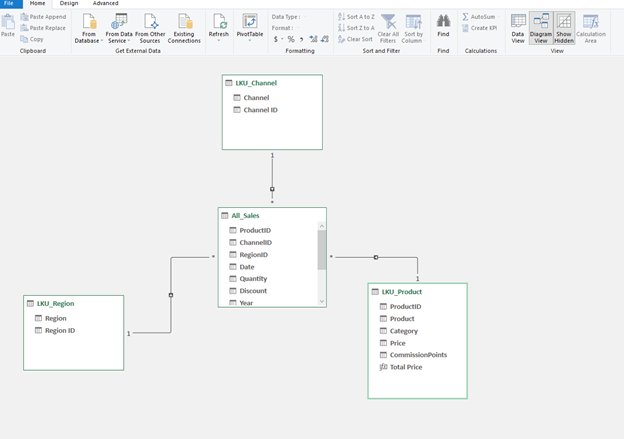 File Home Design Advanced
Paste
Paste Append
Paste Replace
Copy
Clipboard
From Database
From Data Service
From Other Sources
Existing Connections
Get External Data
Refresh
PivotTable
Data Type :
Format :
$ % ,
Formatting
Sort A to Z
Sort Z to A
Clear Sort
Clear All Filters
Sort by Column
Sort and Filter
Find
Find
AutoSum
Create KPI
Calculations
Data View
Diagram View
Show Hidden
Calculation Area
View
LKU_Channel
Channel
Channel ID
1
*
All_Sales
ProductID
ChannelID
RegionID
Date
Quantity
Discount
Year
*
*
1
LKU_Region
Region
Region ID
1
LKU_Product
ProductID
Product
Category
Price
CommissionPoints
Total Price